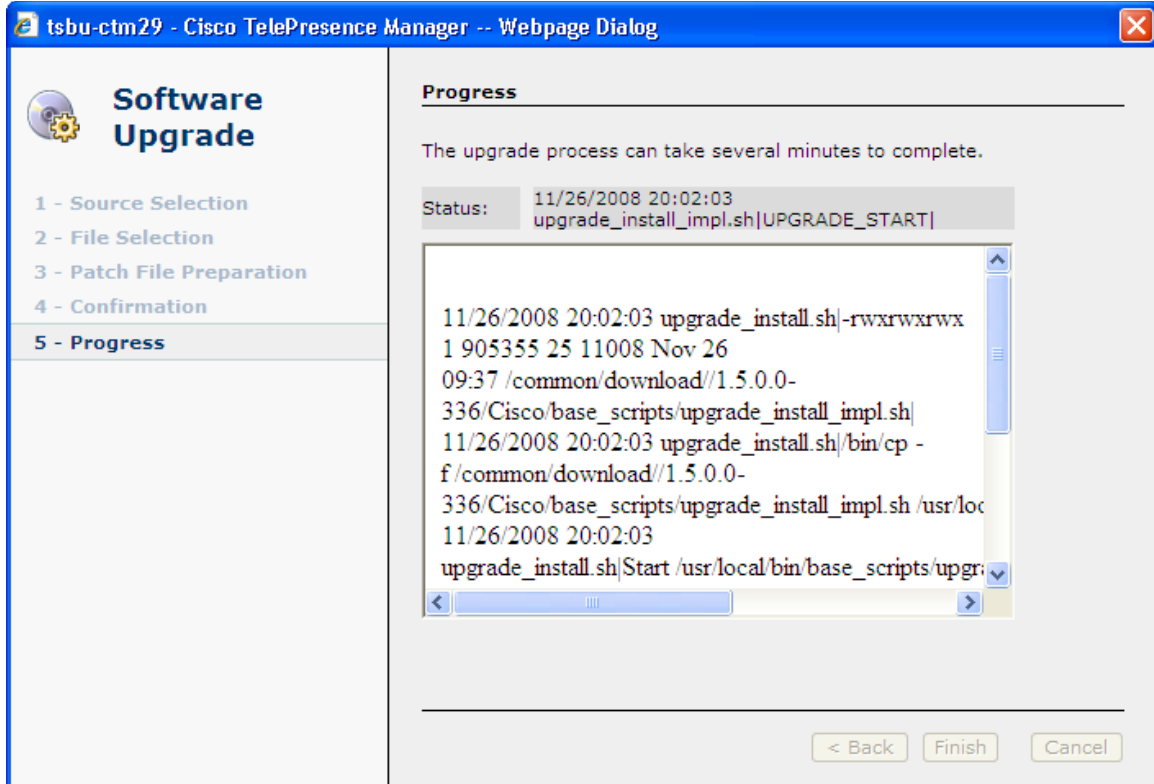 tsbu-ctm29 - Cisco TelePresence Manager -- Webpage Dialog
Software
Upgrade
1 - Source Selection
2 - File Selection
3 - Patch File Preparation
4 - Confirmation
5 - Progress
Progress
The upgrade process can take several minutes to complete.
Status:
11/26/2008 20:02:03
upgrade_install_impl.sh|UPGRADE_START|
11/26/2008 20:02:03 upgrade_install.sh|-rwxrwxrwx
1 905355 25 11008 Nov 26
09:37 /common/download//1.5.0.0-
336/Cisco/base_scripts/upgrade_install_impl.sh|
11/26/2008 20:02:03 upgrade_install.sh|/bin/cp -
f /common/download//1.5.0.0-
336/Cisco/base_scripts/upgrade_install_impl.sh /usr/loc
11/26/2008 20:02:03
upgrade_install.sh|Start /usr/local/bin/base_scripts/upgra
< Back
Finish
Cancel